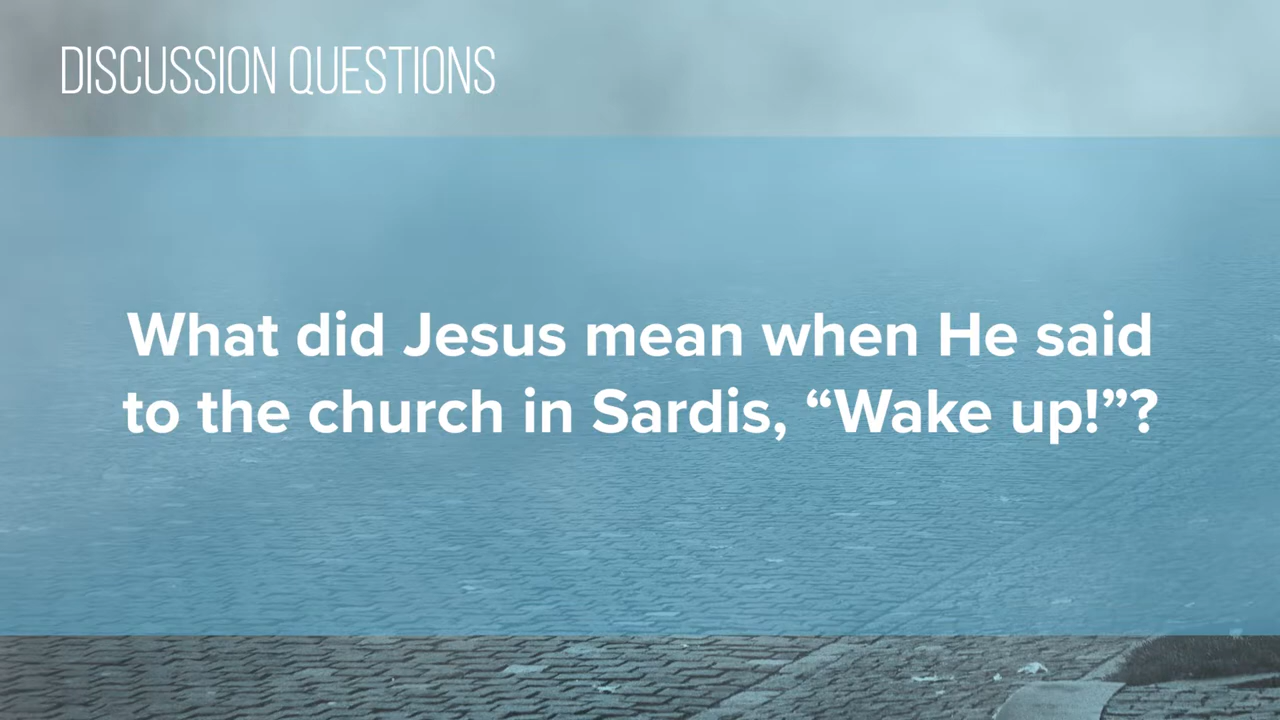 DISCUSSION QUESTIONS
What did Jesus mean when He said
to the church in Sardis, “Wake up!”?